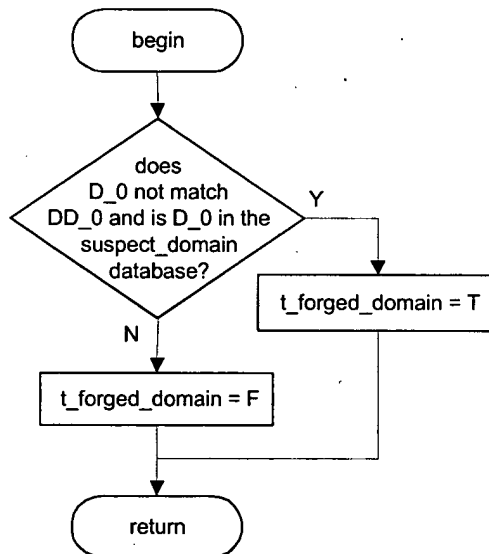 begin
does
D_0 not match
DD_0 and is D_0 in the
suspect_domain
database?
Y
t_forged_domain = T
N
t_forged_domain = F
return